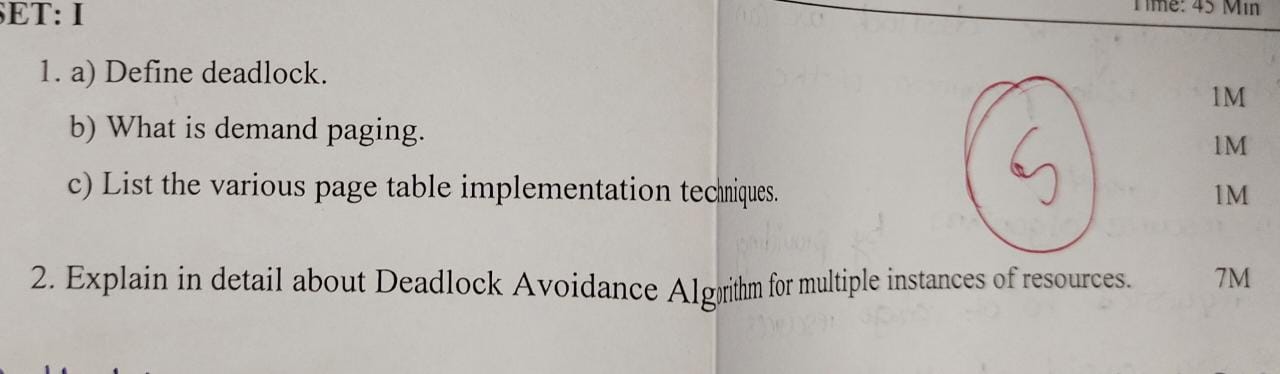 SET: I
Time: 45 Min
1. a) Define deadlock. 1M
b) What is demand paging. 1M
c) List the various page table implementation techniques. 1M
5
2. Explain in detail about Deadlock Avoidance Algorithm for multiple instances of resources. 7M